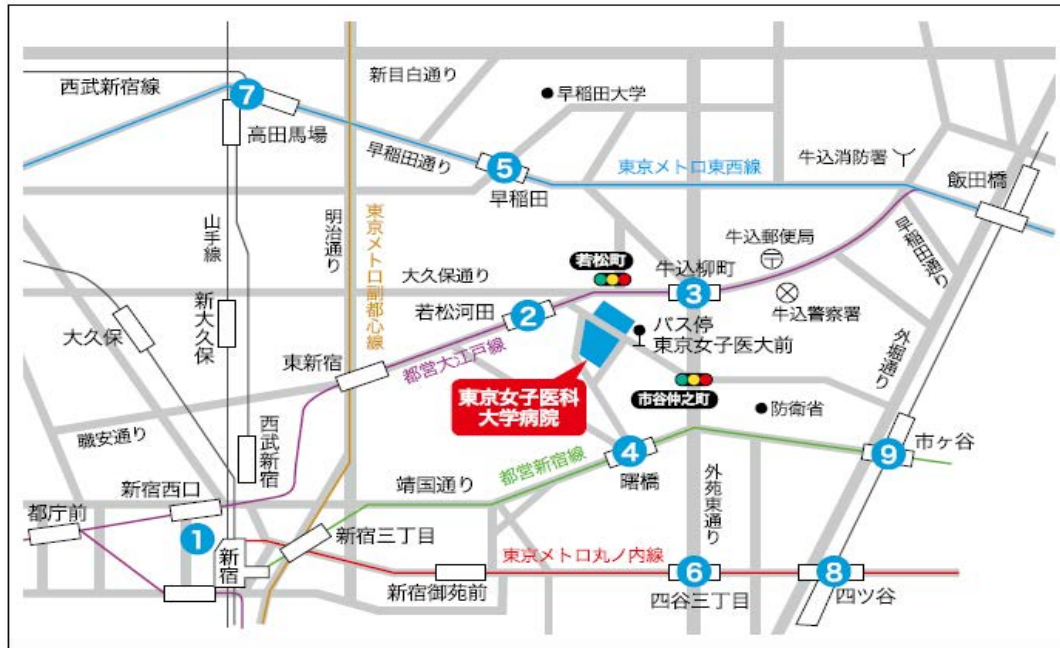 新目白通り
西武新宿線
7
早稲田大学
高田馬場
早稲田通り
5
早稲田
東京メトロ東西線
牛込消防署
飯田橋
山手線
明治通り
東京メトロ副都心線
早稲田通り
牛込郵便局
若松町
牛込柳町
大久保通り
3
新大久保
大久保
若松河田
2
牛込警察署
バス停
東京女子医大前
外堀通り
東新宿
都営大江戸線
東京女子医科
大学病院
市谷仲之町
防衛省
職安通り
西武新宿
4
曙橋
都営新宿線
9
市ヶ谷
新宿西口
靖国通り
外苑東通り
都庁前
1
新宿
新宿三丁目
東京メトロ丸ノ内線
新宿御苑前
6
四谷三丁目
8
四ツ谷